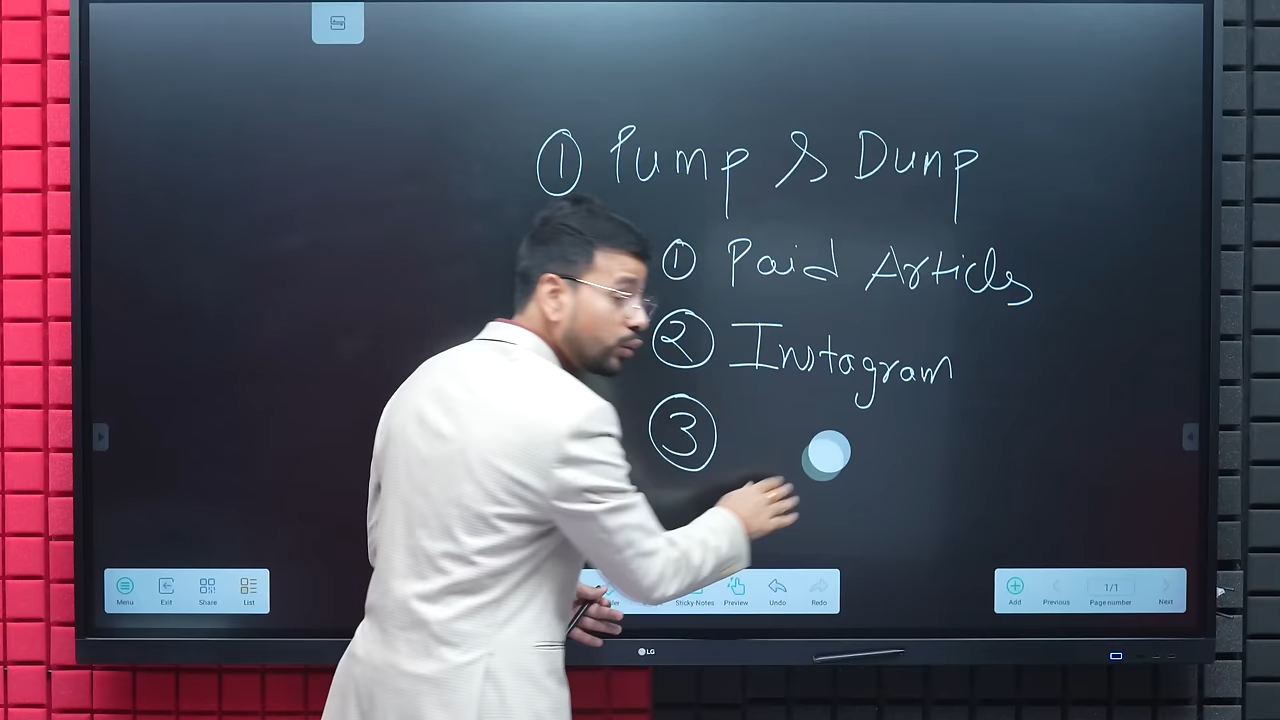 ① Pump & Dump
① Paid Articls
② Instagram
③
Menu Exit Share List
Sticky-Notes Preview Undo Redo
Add Previous 1/1 Page number Next
LG